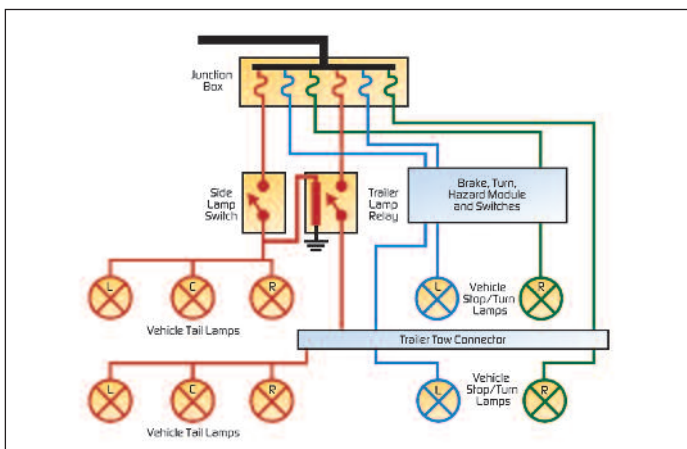 Junction
Box
Side
Lamp
Switch
Trailer
Lamp
Relay
Brake, Turn,
Hazard Module
and Switches
L
C
R
Vehicle Tail Lamps
L
Vehicle
Stop/Turn
Lamps
R
Trailer Tow Connector
L
C
R
Vehicle Tail Lamps
L
Vehicle
Stop/Turn
Lamps
R